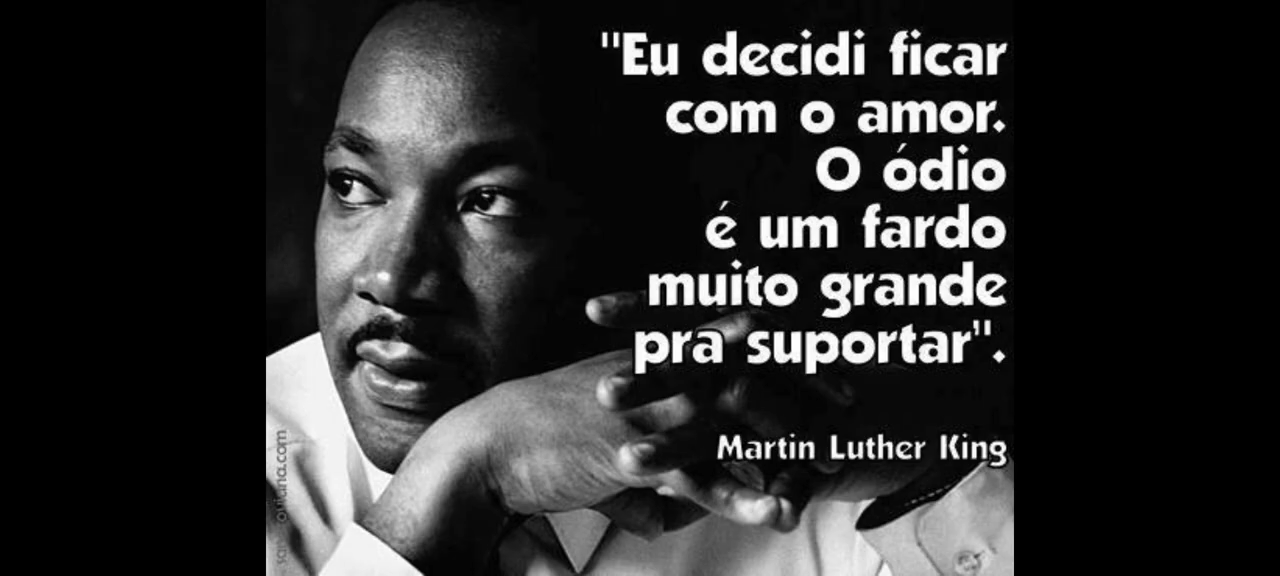 "Eu decidi ficar
com o amor.
O ódio
é um fardo
muito grande
pra suportar".
Martin Luther King